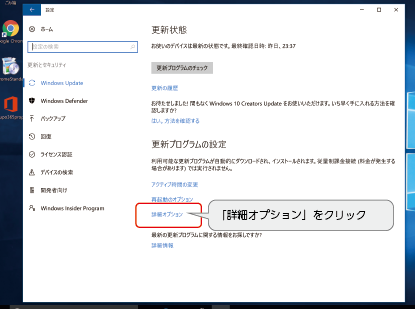 設定
ホーム
設定の検索
更新とセキュリティ
Windows Update
Windows Defender
バックアップ
回復
ライセンス認証
デバイスの検索
開発者向け
Windows Insider Program
更新状態
お使いのデバイスは最新の状態です。最終確認日時: 昨日、23:37
更新プログラムのチェック
更新の履歴
お待たせしました! 間もなく Windows 10 Creators Update をお使いいただけます。いち早く手に入れる方法を確認しますか?
はい、方法を確認する
更新プログラムの設定
利用可能な更新プログラムが自動的にダウンロードされ、インストールされます。従量制課金接続 (料金が発生する場合があります) では実行されません。
アクティブ時間の変更
再起動のオプション
詳細オプション
「詳細オプション」をクリック
最新の更新プログラムに関する情報をお探しですか?
詳細情報